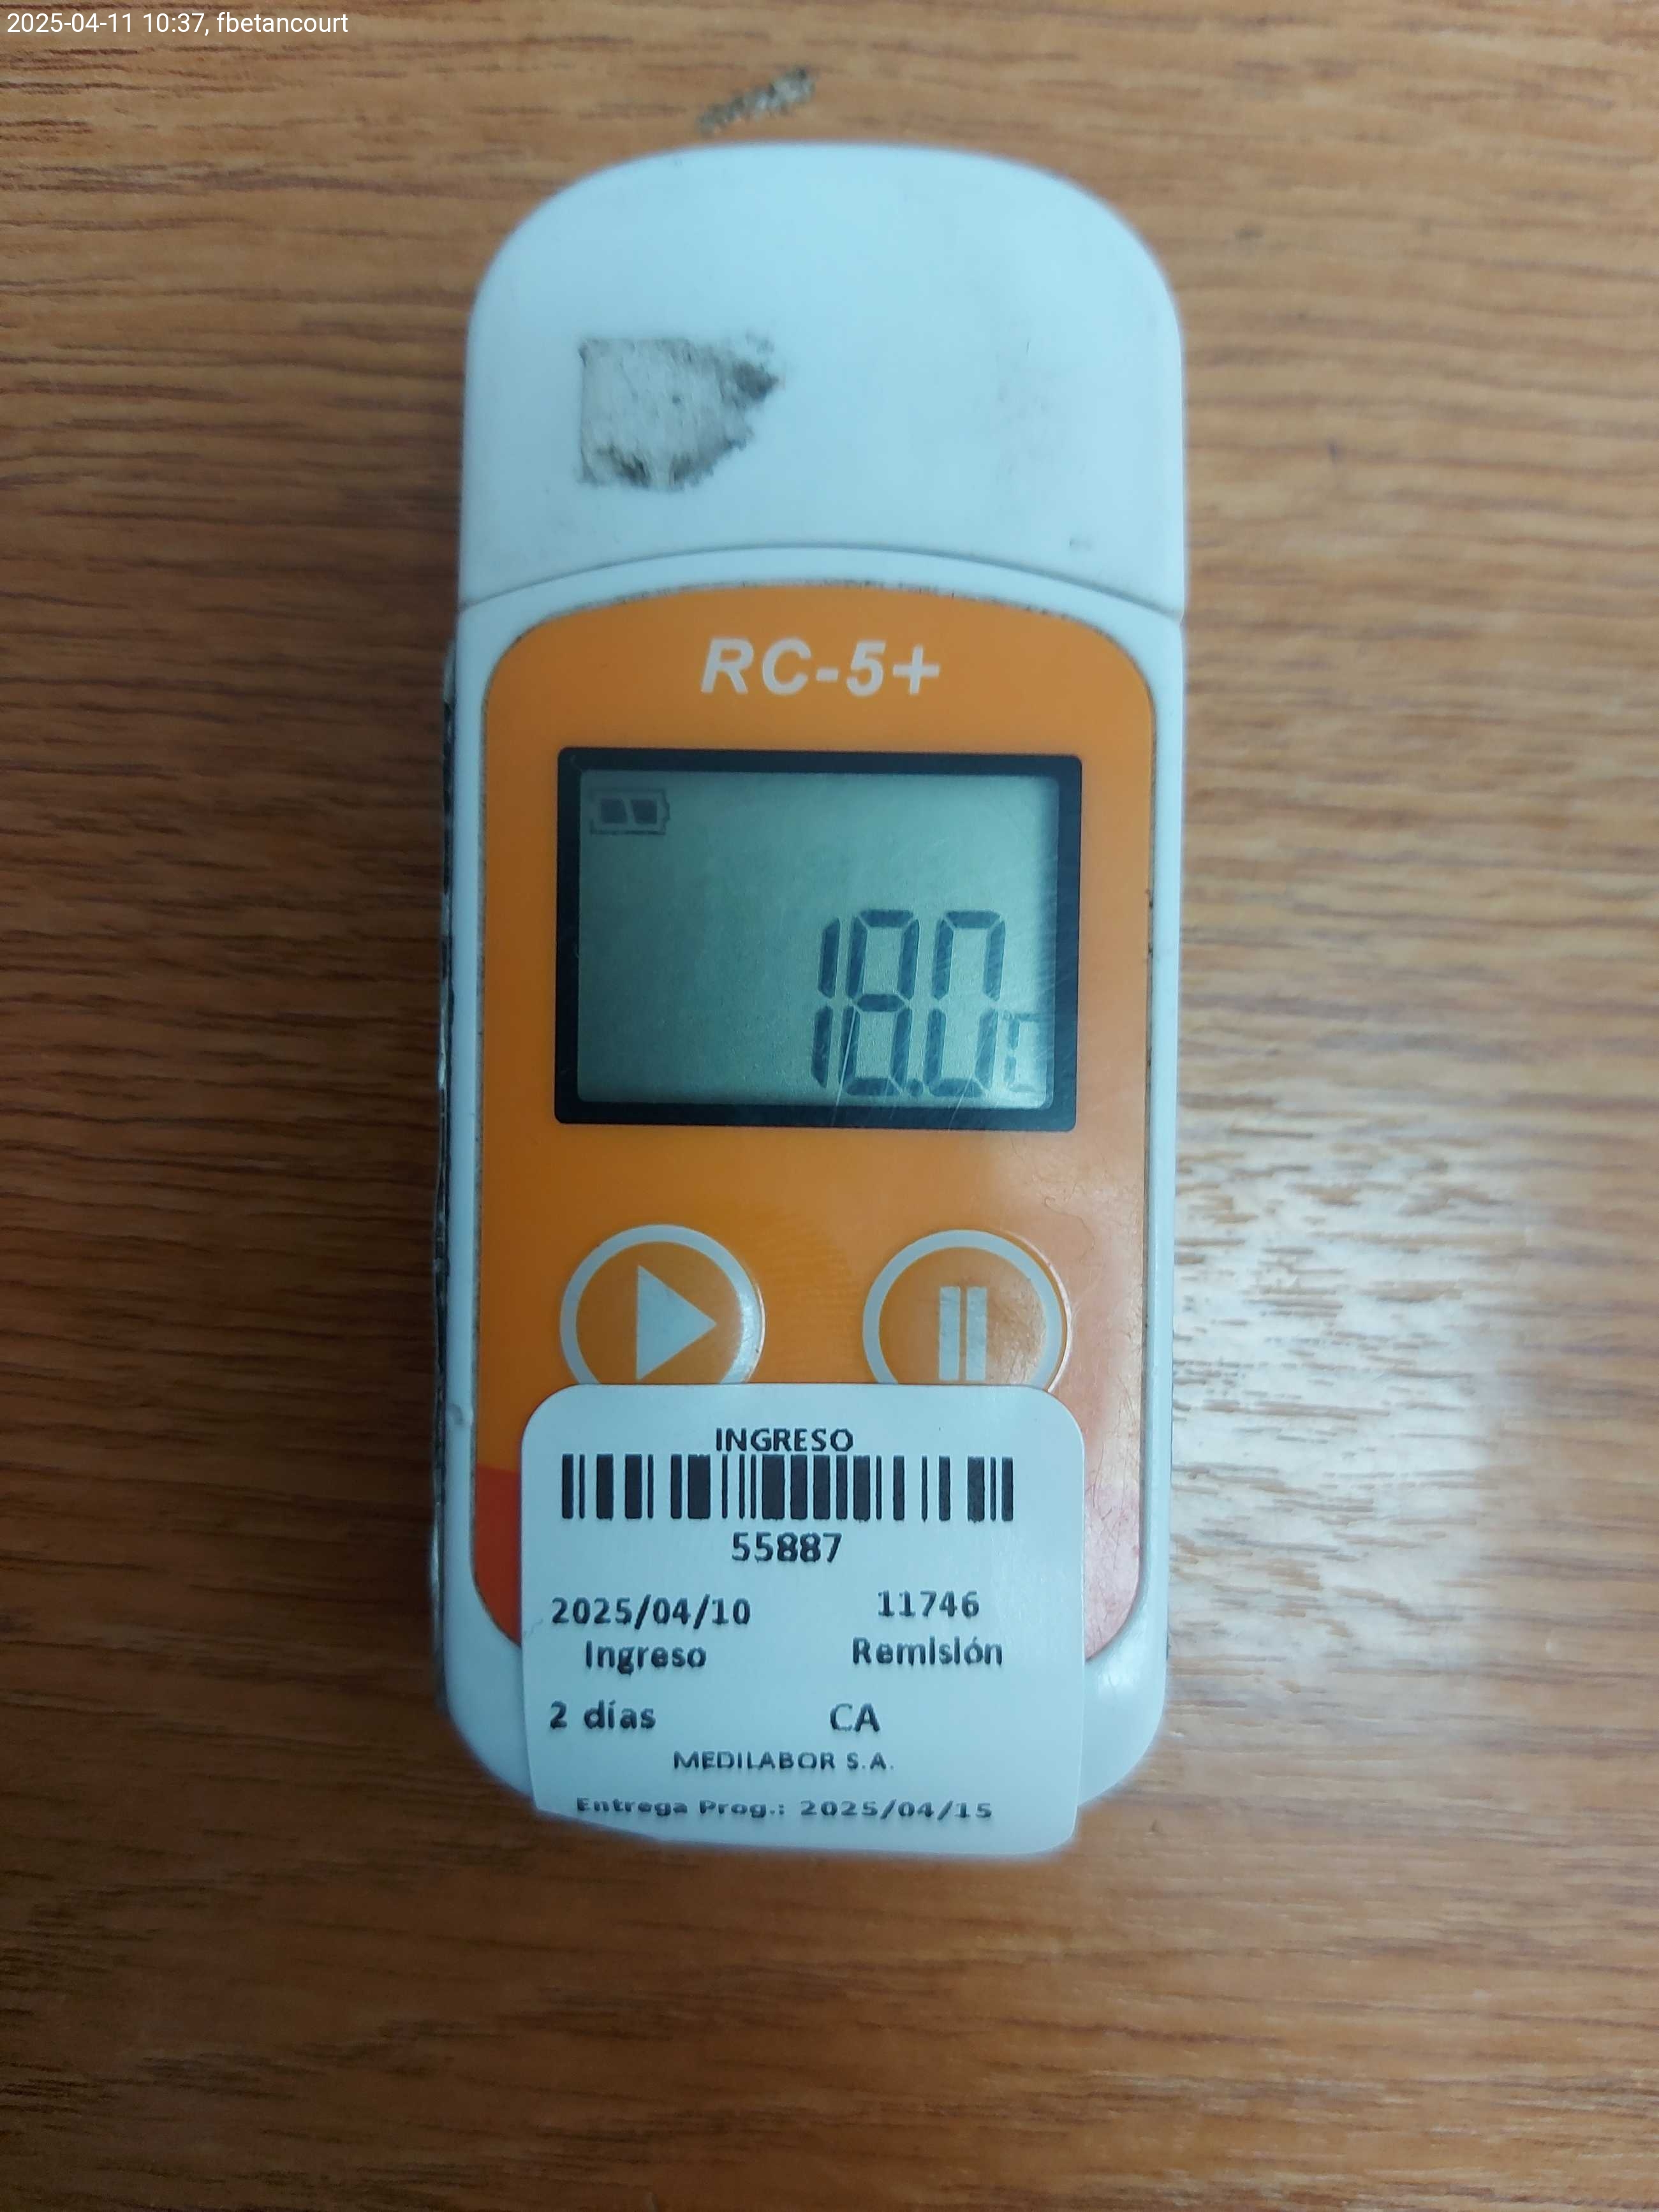 2025-04-11 10:37, fbetancourt
RC-5+
18.0°C
INGRESO
55887
2025/04/10 11746
Ingreso Remisión
2 días CA
MEDILABOR S.A.
Entrega Prog.: 2025/04/15